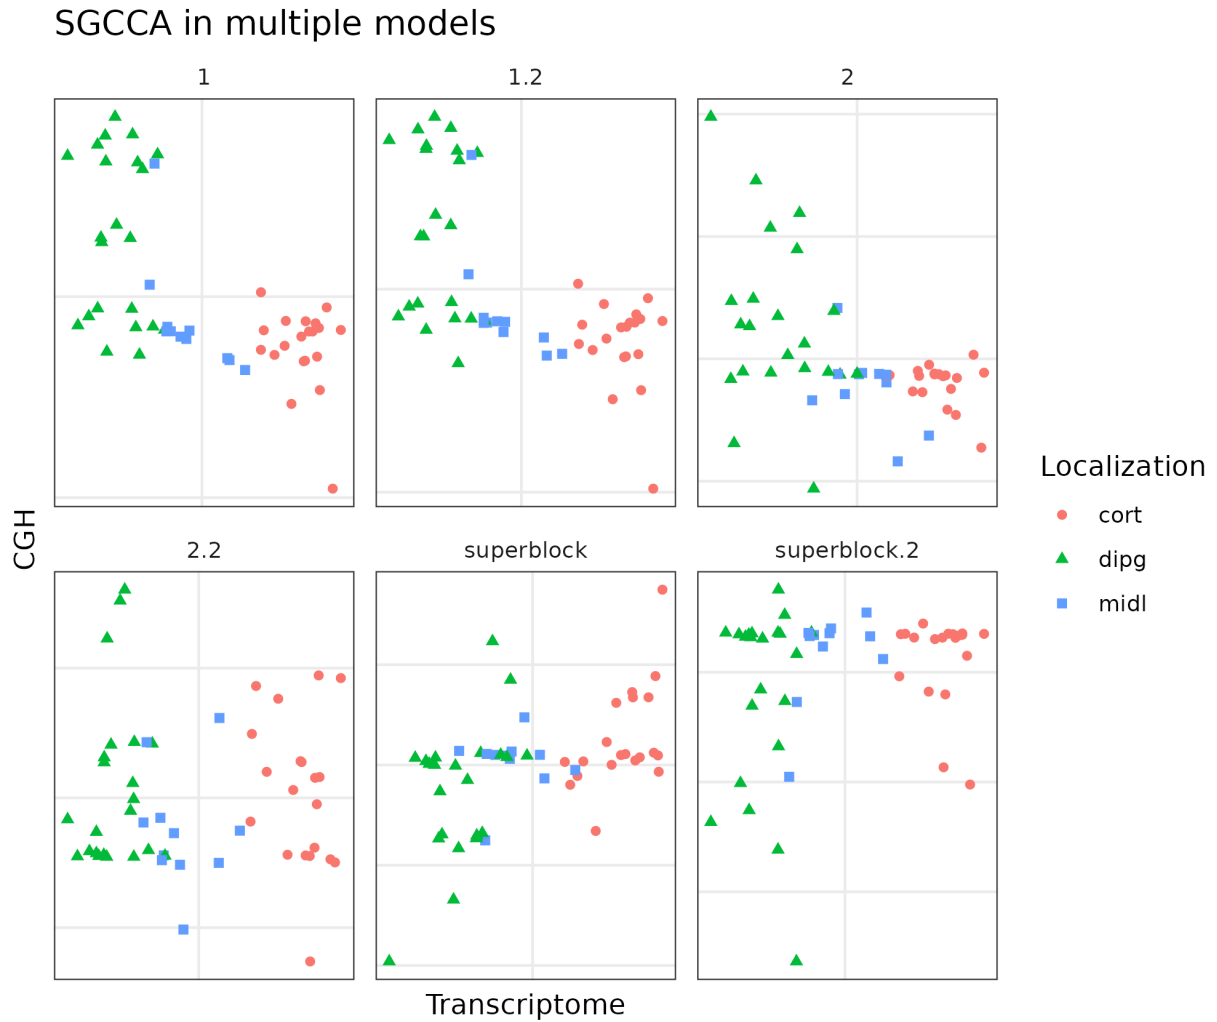 SGCCA in multiple models
1
1.2
2
2.2
superblock
superblock.2
CGH
Transcriptome
Localization
cort
dipg
midl